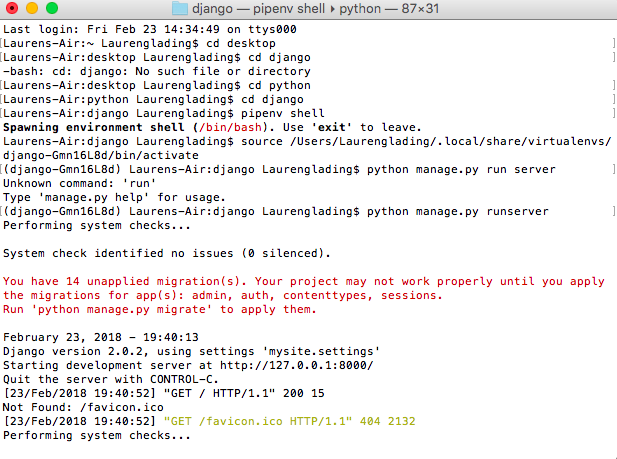 django — pipenv shell ▸ python — 87×31
Last login: Fri Feb 23 14:34:49 on ttys000
[Laurens-Air:~ Laurenglading$ cd desktop ]
[Laurens-Air:desktop Laurenglading$ cd django ]
-bash: cd: django: No such file or directory
[Laurens-Air:desktop Laurenglading$ cd python ]
[Laurens-Air:python Laurenglading$ cd django ]
[Laurens-Air:django Laurenglading$ pipenv shell ]
Spawning environment shell (/bin/bash). Use 'exit' to leave.
Laurens-Air:django Laurenglading$ source /Users/Laurenglading/.local/share/virtualenvs/
django-Gmn16L8d/bin/activate
[(django-Gmn16L8d) Laurens-Air:django Laurenglading$ python manage.py run server ]
Unknown command: 'run'
Type 'manage.py help' for usage.
[(django-Gmn16L8d) Laurens-Air:django Laurenglading$ python manage.py runserver ]
Performing system checks...
System check identified no issues (0 silenced).
You have 14 unapplied migration(s). Your project may not work properly until you apply
the migrations for app(s): admin, auth, contenttypes, sessions.
Run 'python manage.py migrate' to apply them.
February 23, 2018 - 19:40:13
Django version 2.0.2, using settings 'mysite.settings'
Starting development server at http://127.0.0.1:8000/
Quit the server with CONTROL-C.
[23/Feb/2018 19:40:52] "GET / HTTP/1.1" 200 15
Not Found: /favicon.ico
[23/Feb/2018 19:40:52] "GET /favicon.ico HTTP/1.1" 404 2132
Performing system checks...